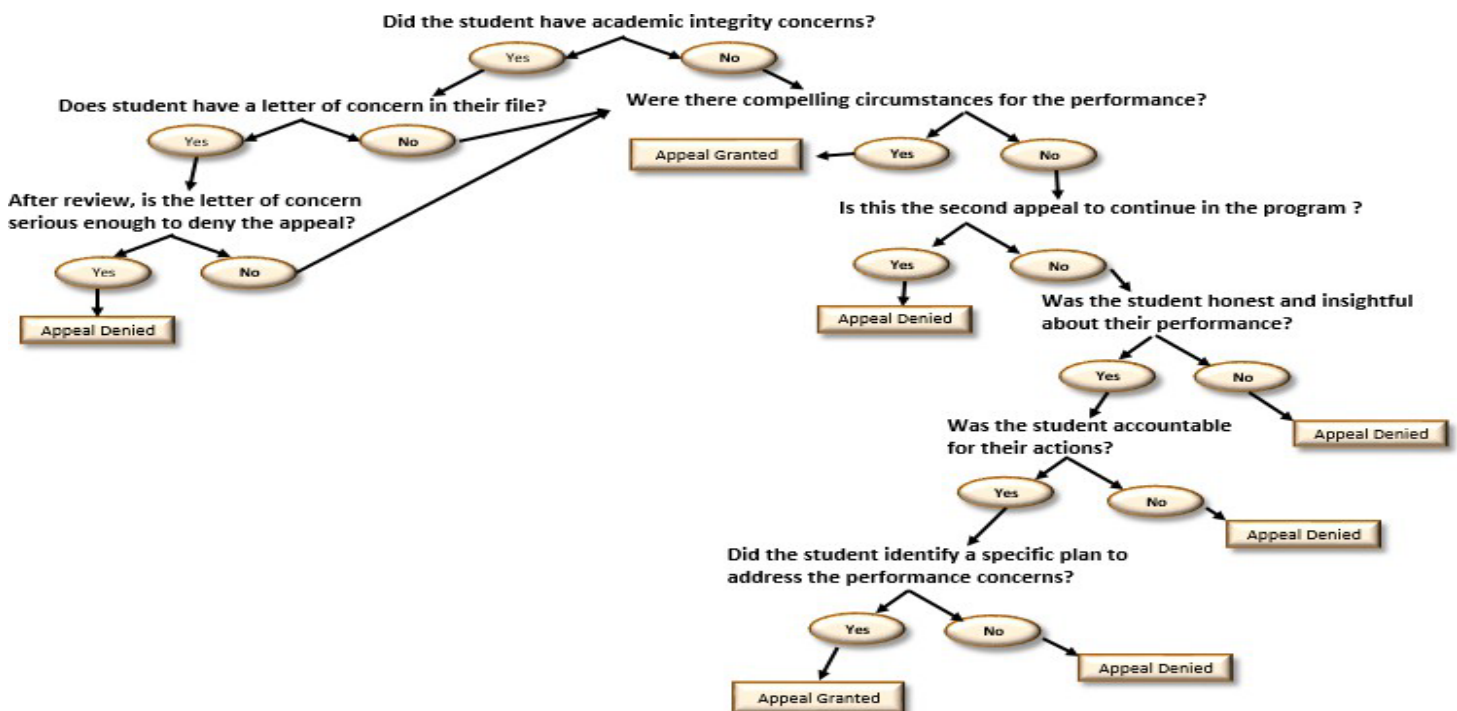 Did the student have academic integrity concerns?
Yes
No
Does student have a letter of concern in their file?
Were there compelling circumstances for the performance?
Yes
No
Appeal Granted
Yes
No
After review, is the letter of concern
serious enough to deny the appeal?
Is this the second appeal to continue in the program ?
Yes
No
Yes
No
Appeal Denied
Appeal Denied
Was the student honest and insightful
about their performance?
Yes
No
Was the student accountable
for their actions?
Appeal Denied
Yes
No
Appeal Denied
Did the student identify a specific plan to
address the performance concerns?
Yes
No
Appeal Denied
Appeal Granted